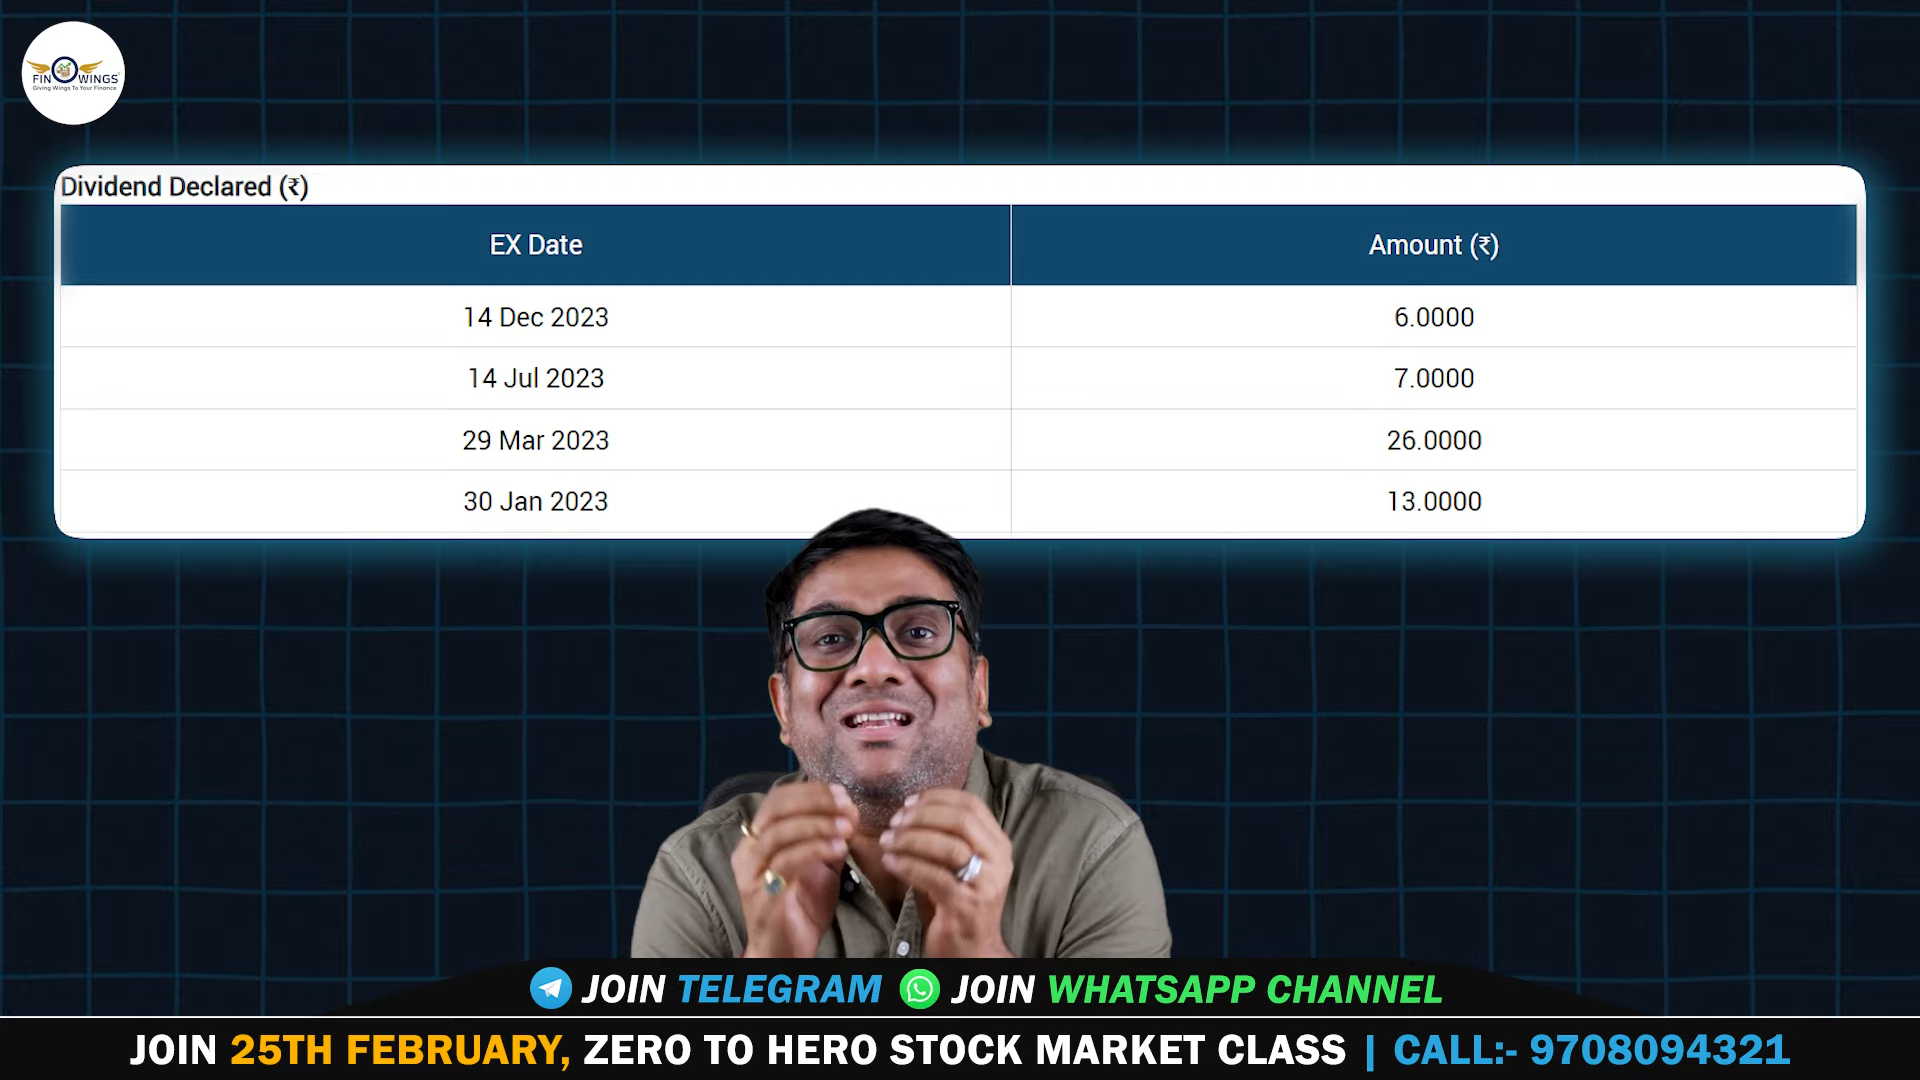 FINOWINGS
Giving Wings To Your Finance
Dividend Declared (₹)
EX Date Amount (₹)
14 Dec 2023 6.0000
14 Jul 2023 7.0000
29 Mar 2023 26.0000
30 Jan 2023 13.0000
JOIN TELEGRAM JOIN WHATSAPP CHANNEL
JOIN 25TH FEBRUARY, ZERO TO HERO STOCK MARKET CLASS | CALL:- 9708094321